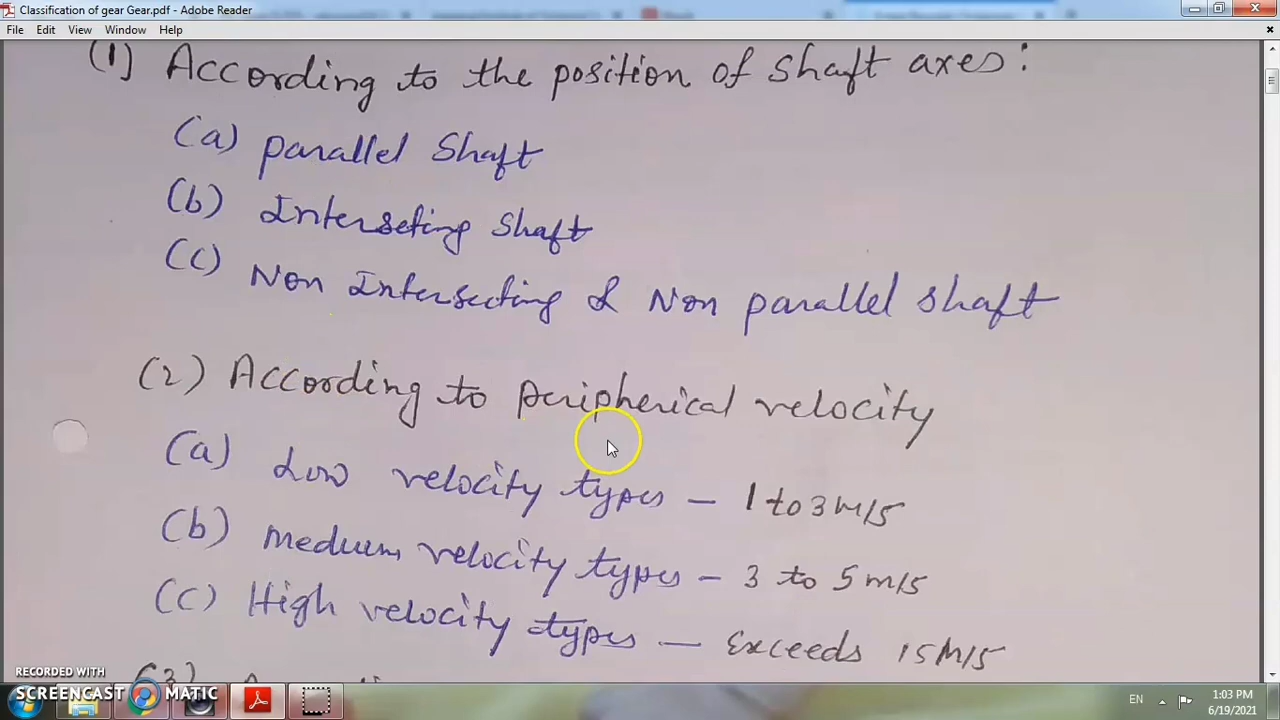 Classification of gear Gear.pdf - Adobe Reader
File Edit View Window Help
(1) According to the position of shaft axes:
(a) parallel Shaft
(b) Interseting shaft
(c) Non Intersecting & Non parallel shaft
(2) According to peripherical velocity
(a) Low velocity types - 1 to 3 m/s
(b) medium velocity types - 3 to 5 m/s
(c) High velocity types - Exceeds 15 M/s
(3)
RECORDED WITH
SCREENCAST MATIC
EN
1:03 PM
6/19/2021